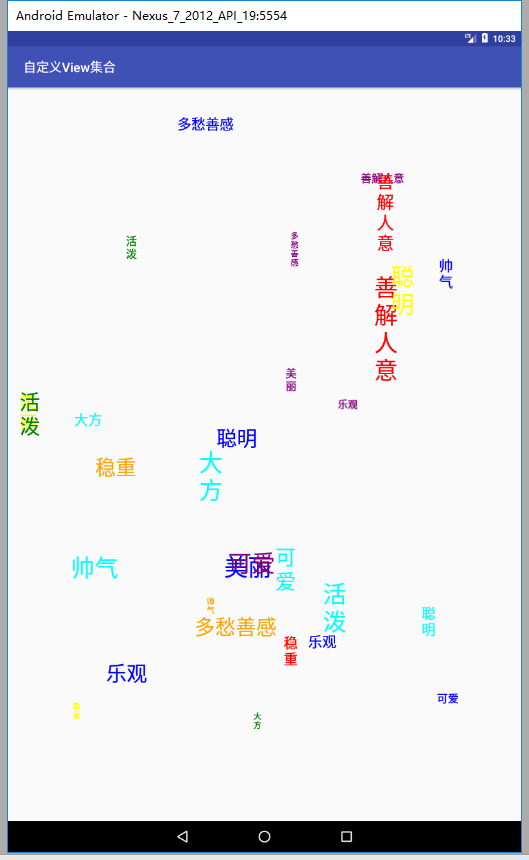 Android Emulator - Nexus_7_2012_API_19:5554
10:33
自定义View集合
多愁善感
善解人意
善解人意
活泼
多愁善感
聪明
帅气
善解人意
美丽
乐观
活泼
大方
聪明
稳重
大方
帅气
美丽
可爱
可爱
活泼
帅气
多愁善感
聪明
稳重
乐观
乐观
可爱
大方